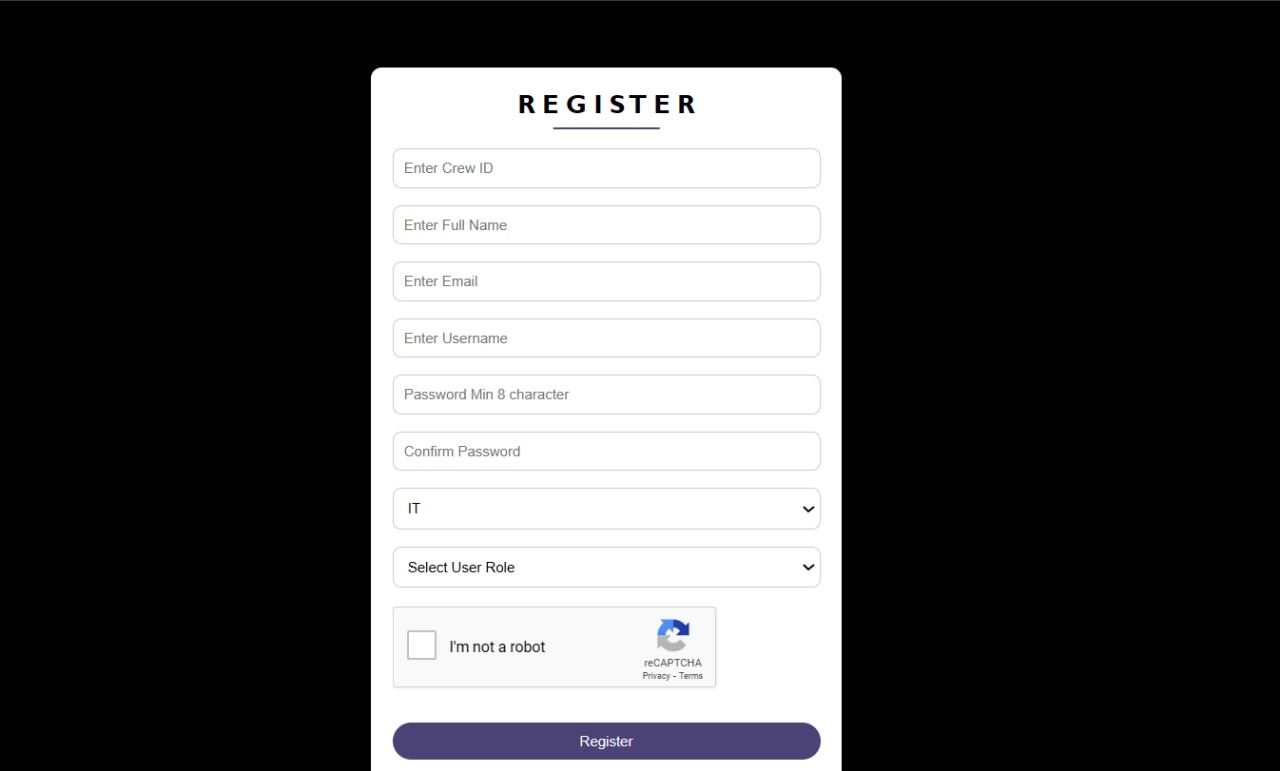 REGISTER
Enter Crew ID
Enter Full Name
Enter Email
Enter Username
Password Min 8 character
Confirm Password
IT
Select User Role
I'm not a robot
reCAPTCHA
Privacy - Terms
Register